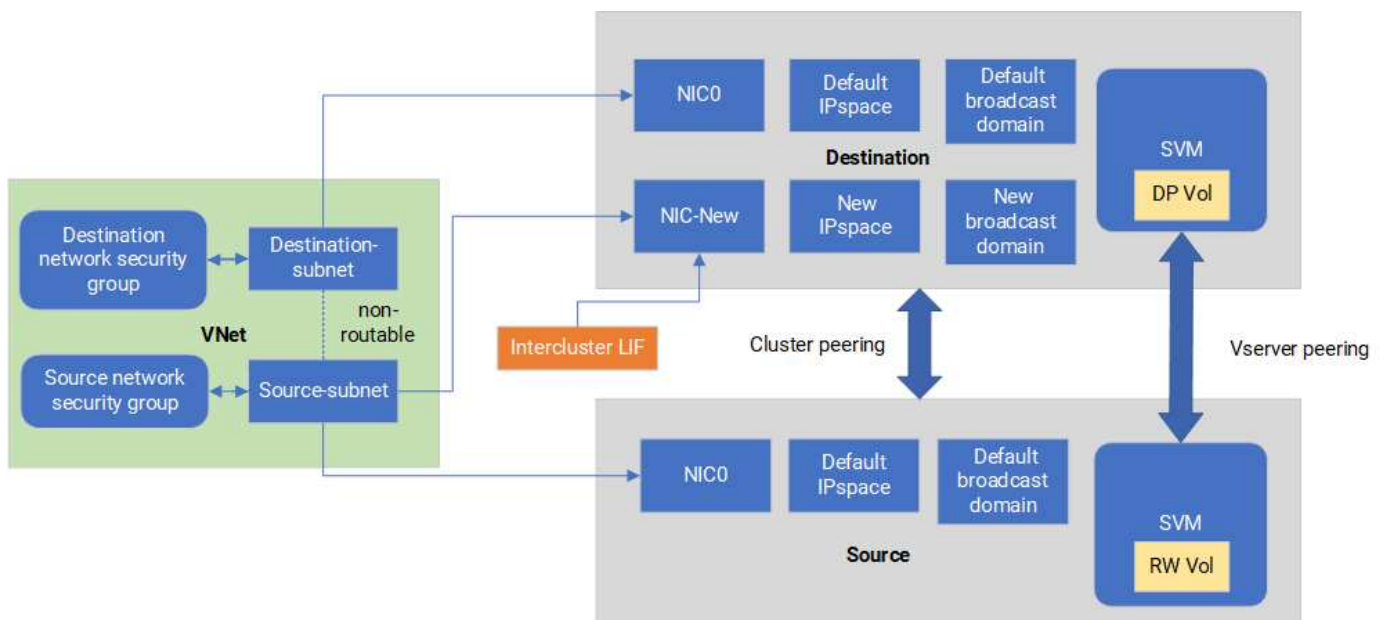 NIC0
Default
IPspace
Default
broadcast
domain
SVM
DP Vol
Destination
NIC-New
New
IPspace
New
broadcast
domain
Destination
network security
group
Destination-
subnet
VNet
non-
routable
Source network
security group
Source-subnet
Intercluster LIF
Cluster peering
Vserver peering
NIC0
Default
IPspace
Default
broadcast
domain
SVM
RW Vol
Source